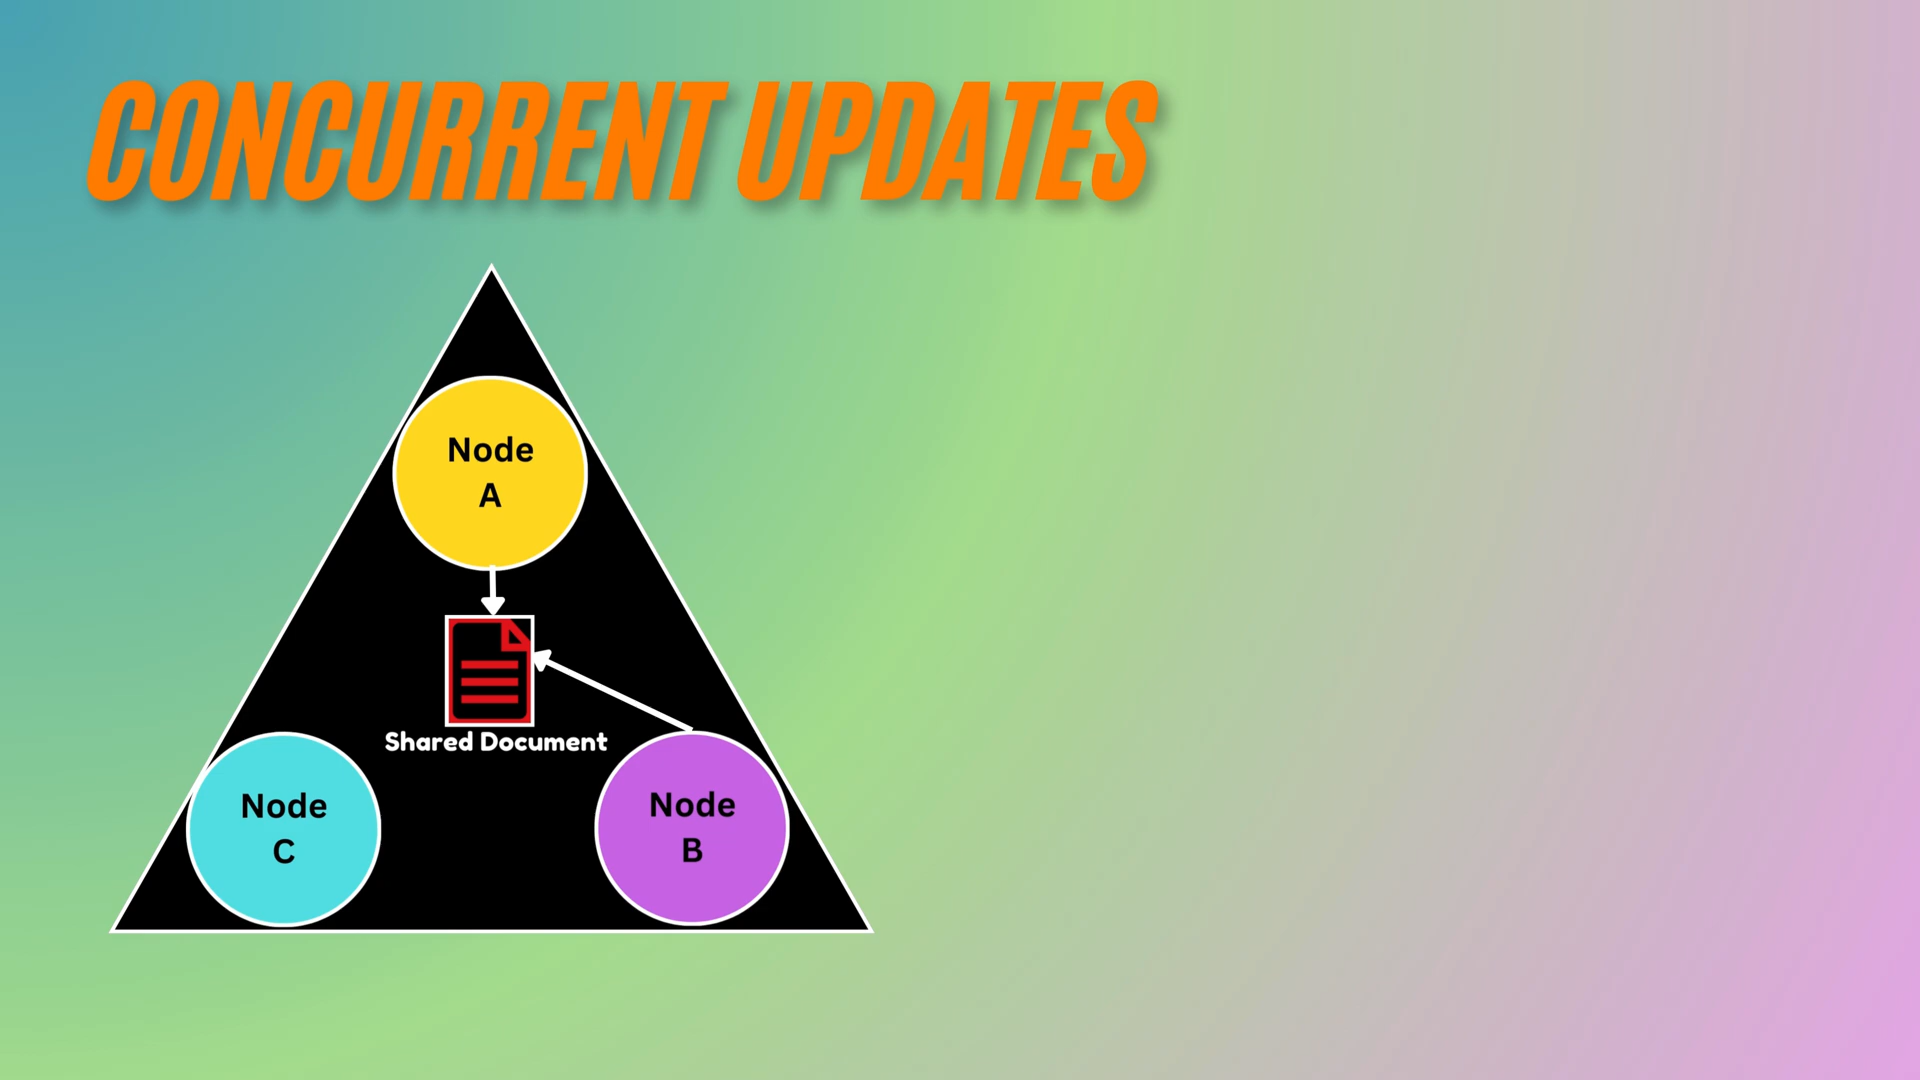 CONCURRENT UPDATES
Node
A
Shared Document
Node
C
Node
B